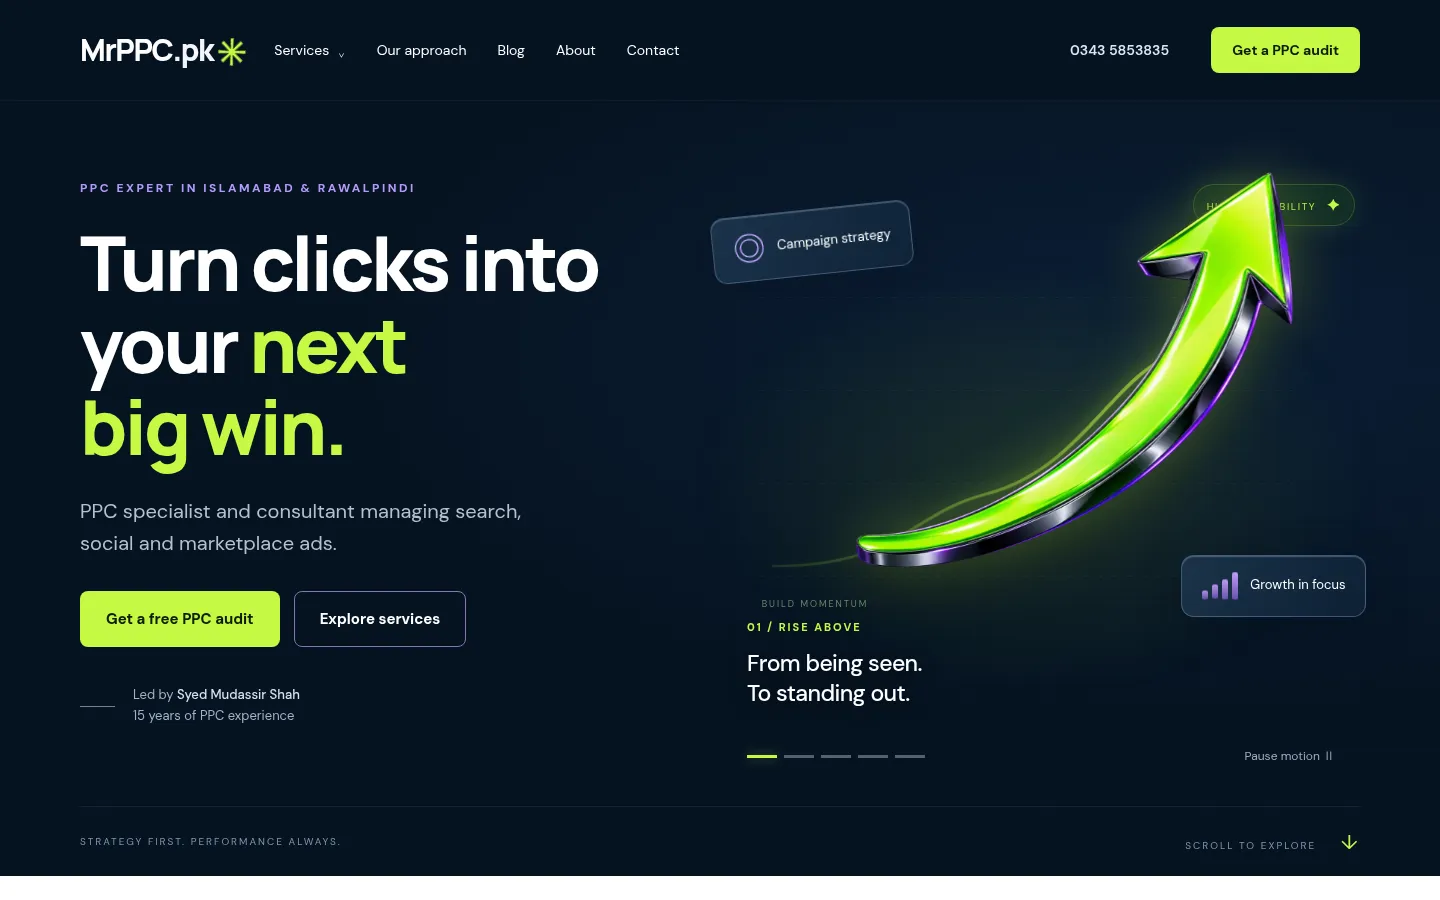 MrPPC.pk
Services
Our approach
Blog
About
Contact
0343 5853835
Get a PPC audit
PPC EXPERT IN ISLAMABAD & RAWALPINDI
Turn clicks into
your next
big win.
PPC specialist and consultant managing search,
social and marketplace ads.
Get a free PPC audit
Explore services
Led by Syed Mudassir Shah
15 years of PPC experience
Campaign strategy
Growth in focus
BUILD MOMENTUM
01 / RISE ABOVE
From being seen.
To standing out.
Pause motion
STRATEGY FIRST. PERFORMANCE ALWAYS.
SCROLL TO EXPLORE